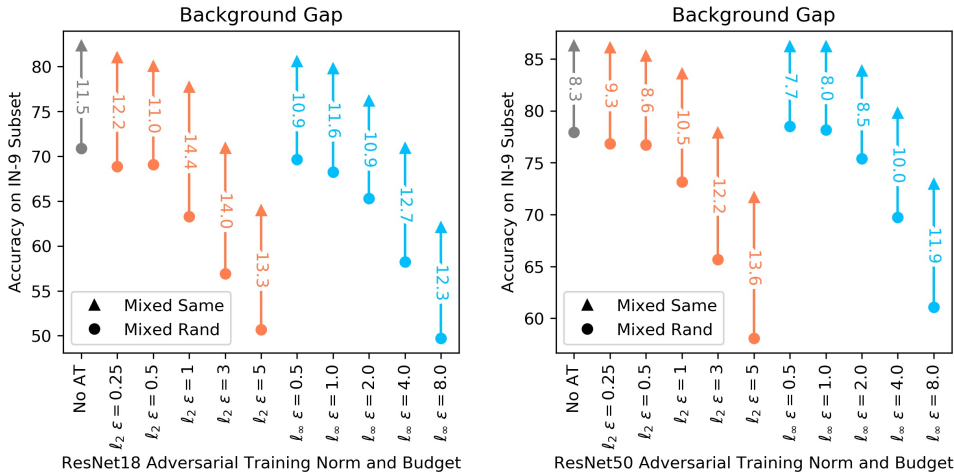 Background Gap
Accuracy on IN-9 Subset
80
75
70
65
60
55
50
11.5
12.2
11.0
14.4
14.0
13.3
10.9
11.6
10.9
12.7
12.3
Mixed Same
Mixed Rand
No AT
ℓ₂ ε = 0.25
ℓ₂ ε = 0.5
ℓ₂ ε = 1
ℓ₂ ε = 3
ℓ₂ ε = 5
ℓ∞ ε = 0.5
ℓ∞ ε = 1.0
ℓ∞ ε = 2.0
ℓ∞ ε = 4.0
ℓ∞ ε = 8.0
ResNet18 Adversarial Training Norm and Budget
Background Gap
Accuracy on IN-9 Subset
85
80
75
70
65
60
8.3
9.3
8.6
10.5
12.2
13.6
7.7
8.0
8.5
10.0
11.9
Mixed Same
Mixed Rand
No AT
ℓ₂ ε = 0.25
ℓ₂ ε = 0.5
ℓ₂ ε = 1
ℓ₂ ε = 3
ℓ₂ ε = 5
ℓ∞ ε = 0.5
ℓ∞ ε = 1.0
ℓ∞ ε = 2.0
ℓ∞ ε = 4.0
ℓ∞ ε = 8.0
ResNet50 Adversarial Training Norm and Budget